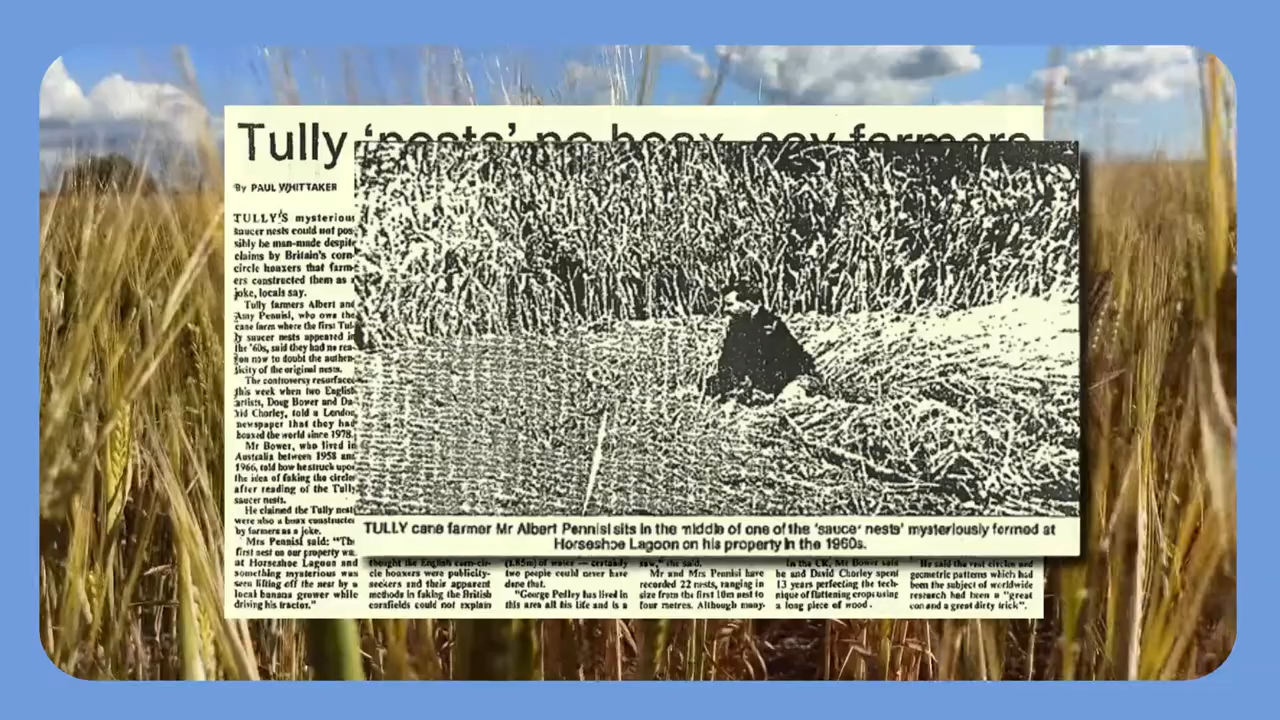 Tully ‘nests’ no hoax, say farmers
By PAUL WHITTAKER
TULLY'S mysterious
saucer nests could not pos-
sibly be man-made despite
claims by Britain's corn-
circle hoaxers that farm-
ers constructed them as a
joke, locals say.
Tully farmers Albert and
Amy Pennisi, who own the
cane farm where the first Tul-
ly saucer nests appeared in
the '60s, said they had no rea-
son now to doubt the authen-
ticity of the original nests.
The controversy resurfaced
this week when two English
artists, Doug Bower and Da-
vid Chorley, told a London
newspaper that they had
hoaxed the world since 1978.
Mr Bower, who lived in
Australia between 1958 and
1966, told how he struck upon
the idea of faking the circles
after reading of the Tully
saucer nests.
He claimed the Tully nests
were also a hoax constructed
by farmers as a joke.
Mrs Pennisi said: "The
first nest on our property was
at Horseshoe Lagoon and
something mysterious was
seen lifting off the nest by a
local banana grower while
driving his tractor."
TULLY cane farmer Mr Albert Pennisi sits in the middle of one of the 'saucer nests' mysteriously formed at
Horseshoe Lagoon on his property in the 1960s.
thought the English corn-cir-
cle hoaxers were publicity-
seekers and their apparent
methods in faking the British
cornfields could not explain
(1.85m) of water — certainly
two people could never have
done that.
"George Pedley has lived in
this area all his life and is a
saw," she said.
Mr and Mrs Pennisi have
recorded 22 nests, ranging in
size from the first 10m nest to
four metres. Although many
In the UK, Mr Bower said
he and David Chorley spent
13 years perfecting the tech-
nique of flattening crops using
a long piece of wood.
He said the vast circles and
geometric patterns which had
been the subject of worldwide
research had been a "great
con and a great dirty trick".